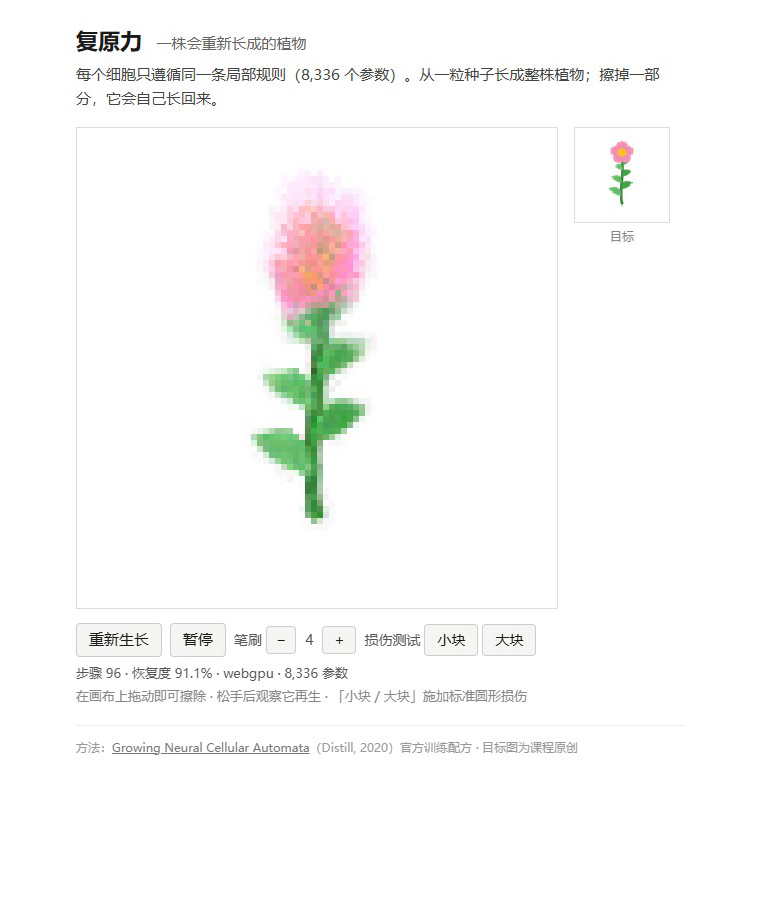 复原力 一株会重新长成的植物
每个细胞只遵循同一条局部规则（8,336 个参数）。从一粒种子长成整株植物；擦掉一部
分，它会自己长回来。
目标
重新生长 暂停 笔刷 − 4 + 损伤测试 小块 大块
步骤 96 · 恢复度 91.1% · webgpu · 8,336 参数
在画布上拖动即可擦除 · 松手后观察它再生 · 「小块 / 大块」施加标准圆形损伤
方法：Growing Neural Cellular Automata（Distill, 2020）官方训练配方 · 目标图为课程原创